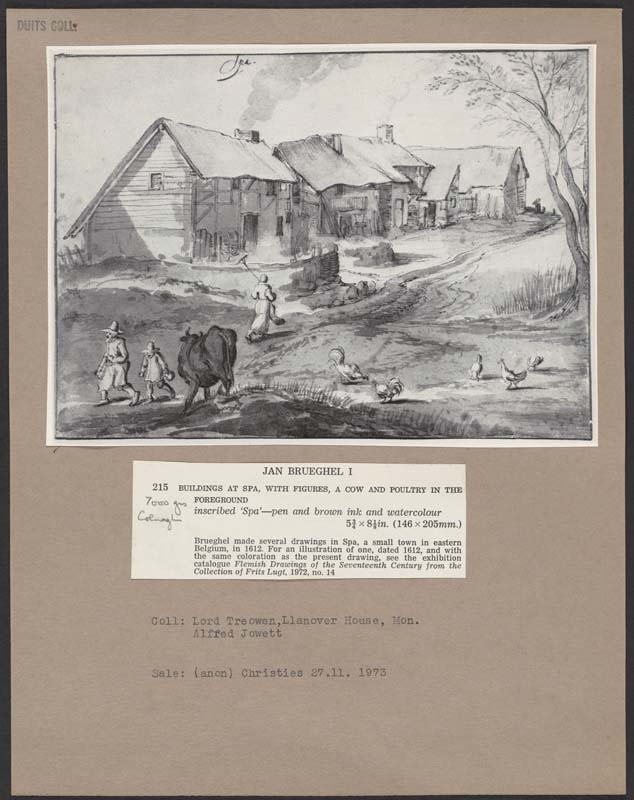 DUITS COLL.
Spa.
JAN BRUEGHEL I
215 BUILDINGS AT SPA, WITH FIGURES, A COW AND POULTRY IN THE
FOREGROUND
7000 gns
Colnaghi
inscribed ‘Spa’—pen and brown ink and watercolour
5¾ × 8⅛in. (146 × 205mm.)
Brueghel made several drawings in Spa, a small town in eastern
Belgium, in 1612. For an illustration of one, dated 1612, and with
the same coloration as the present drawing, see the exhibition
catalogue Flemish Drawings of the Seventeenth Century from the
Collection of Frits Lugt, 1972, no. 14
Coll: Lord Treowen,Llanover House, Mon.
Alfred Jowett
Sale: (anon) Christies 27.11. 1973